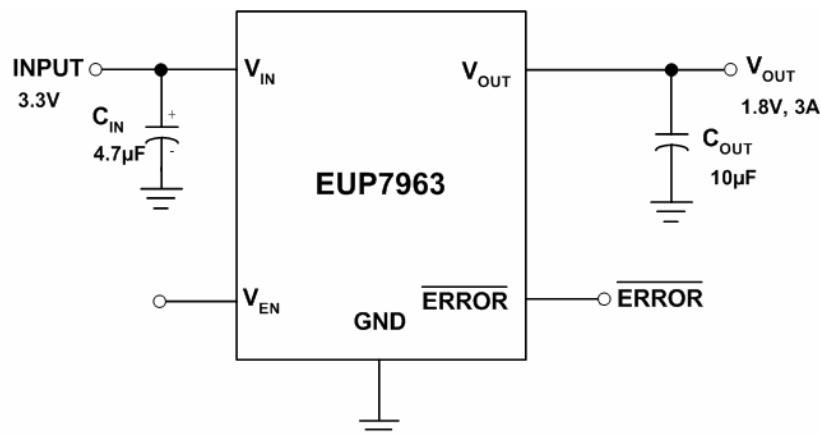 INPUT
3.3V
V_IN
V_OUT
V_OUT
1.8V, 3A
C_IN
+
-
4.7µF
C_OUT
10µF
EUP7963
V_EN
GND
ERROR
ERROR